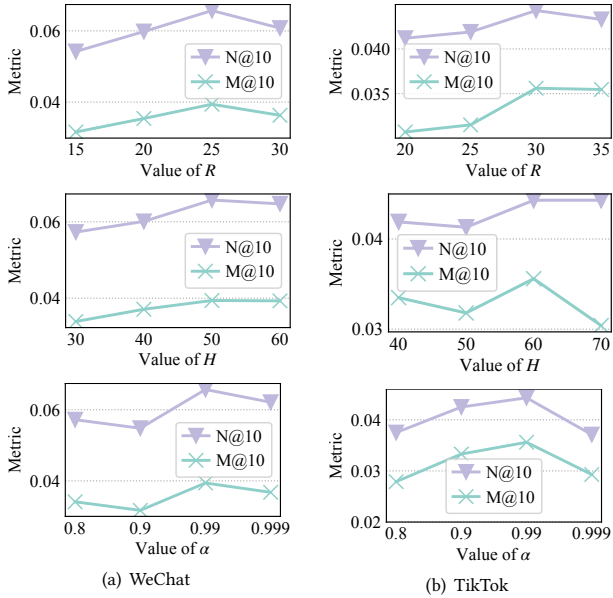 0.06
0.04
Metric
N@10
M@10
15 20 25 30
Value of R
0.040
0.035
Metric
N@10
M@10
20 25 30 35
Value of R
0.06
0.04
Metric
N@10
M@10
30 40 50 60
Value of H
0.04
0.03
Metric
N@10
M@10
40 50 60 70
Value of H
0.06
0.04
Metric
N@10
M@10
0.8 0.9 0.99 0.999
Value of α
0.04
0.03
0.02
Metric
N@10
M@10
0.8 0.9 0.99 0.999
Value of α
(a) WeChat
(b) TikTok